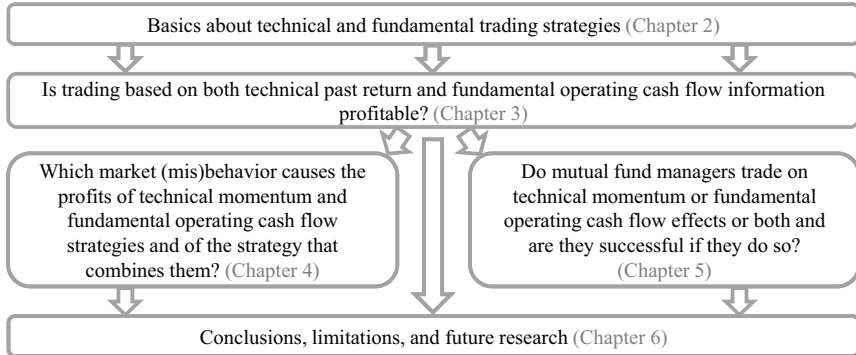 Basics about technical and fundamental trading strategies (Chapter 2)
Is trading based on both technical past return and fundamental operating cash flow information
profitable? (Chapter 3)
Which market (mis)behavior causes the
profits of technical momentum and
fundamental operating cash flow
strategies and of the strategy that
combines them? (Chapter 4)
Do mutual fund managers trade on
technical momentum or fundamental
operating cash flow effects or both and
are they successful if they do so?
(Chapter 5)
Conclusions, limitations, and future research (Chapter 6)